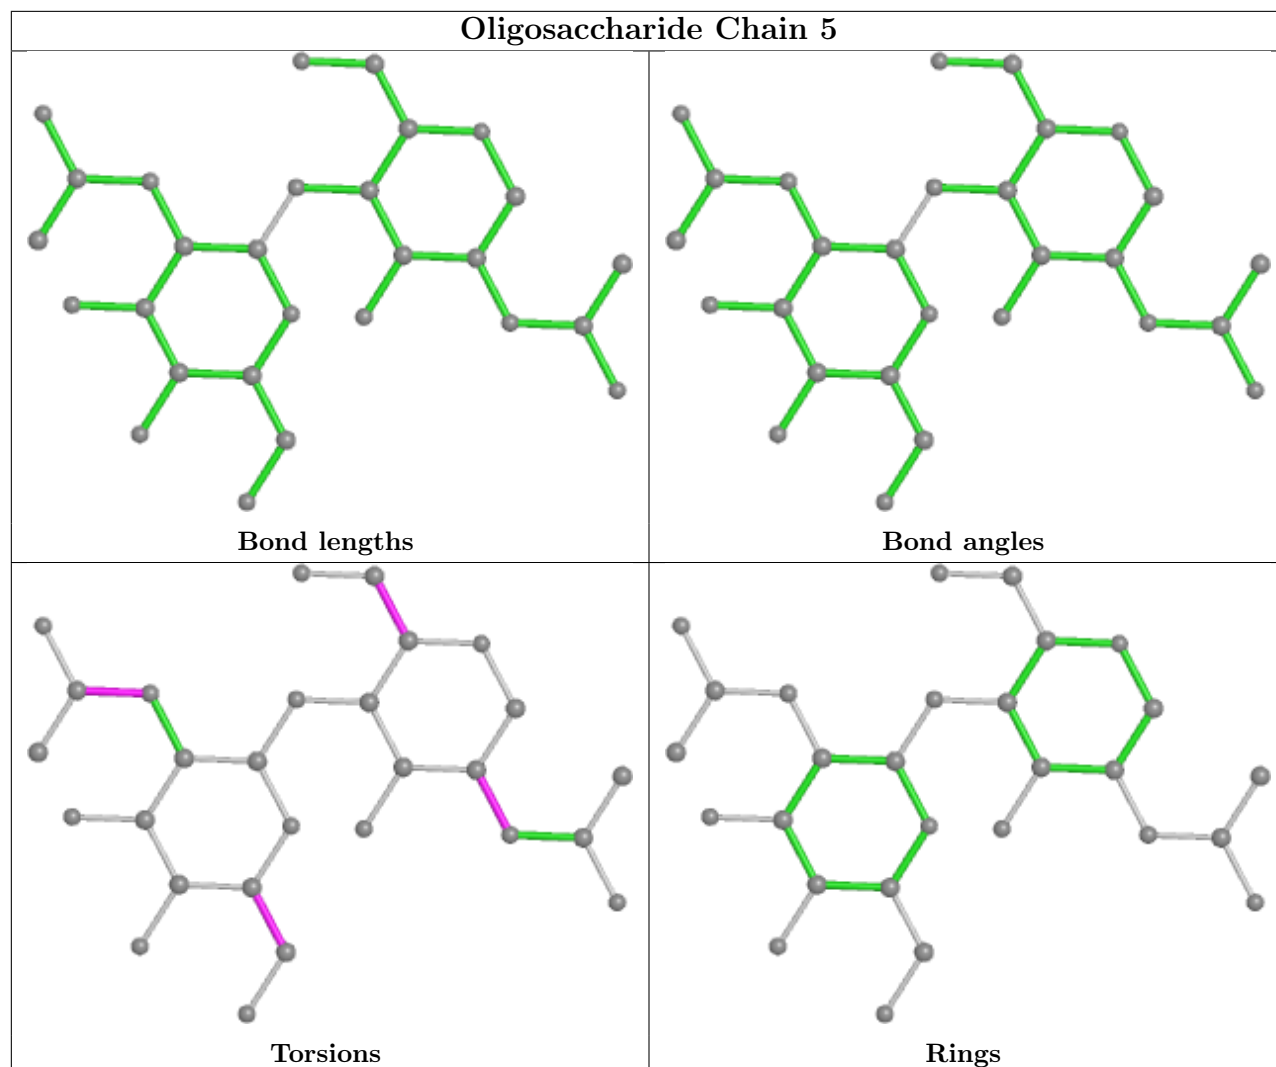 Oligosaccharide Chain 5
Bond lengths
Bond angles
Torsions
Rings